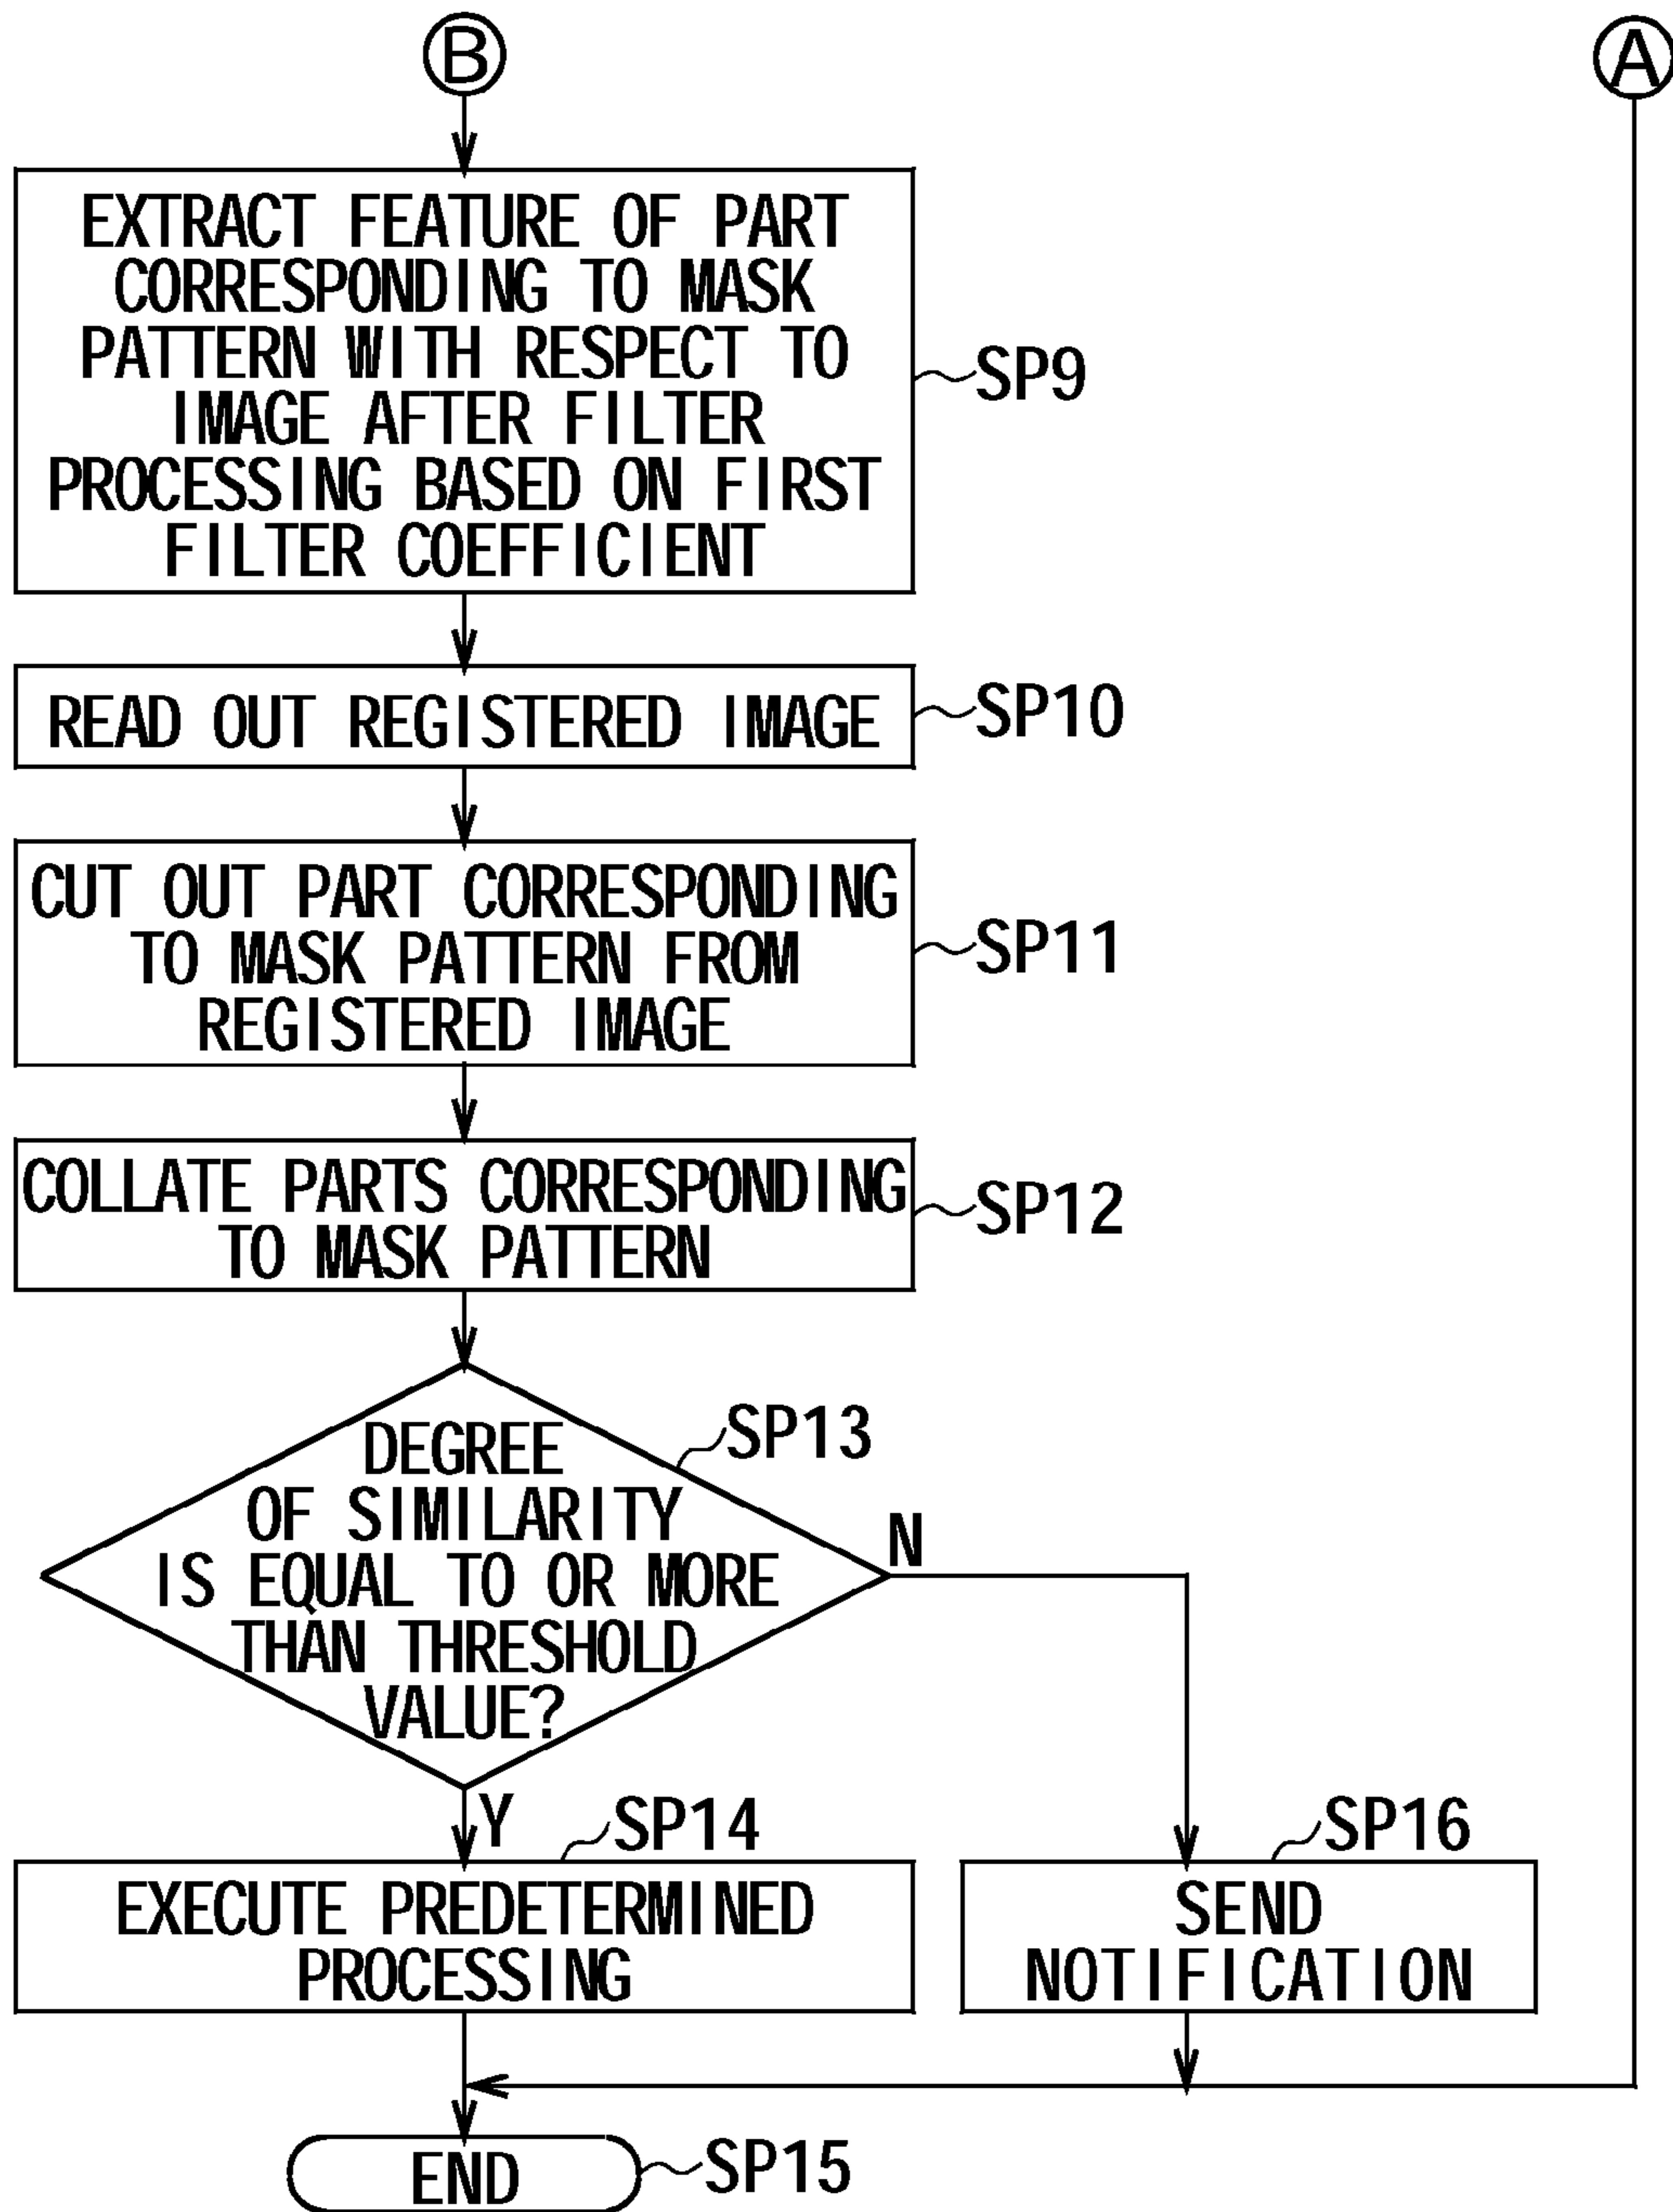 B
A
EXTRACT FEATURE OF PART
CORRESPONDING TO MASK
PATTERN WITH RESPECT TO
IMAGE AFTER FILTER
PROCESSING BASED ON FIRST
FILTER COEFFICIENT
SP9
READ OUT REGISTERED IMAGE
SP10
CUT OUT PART CORRESPONDING
TO MASK PATTERN FROM
REGISTERED IMAGE
SP11
COLLATE PARTS CORRESPONDING
TO MASK PATTERN
SP12
DEGREE
OF SIMILARITY
IS EQUAL TO OR MORE
THAN THRESHOLD
VALUE?
SP13
N
Y
SP14
EXECUTE PREDETERMINED
PROCESSING
SP16
SEND
NOTIFICATION
END
SP15